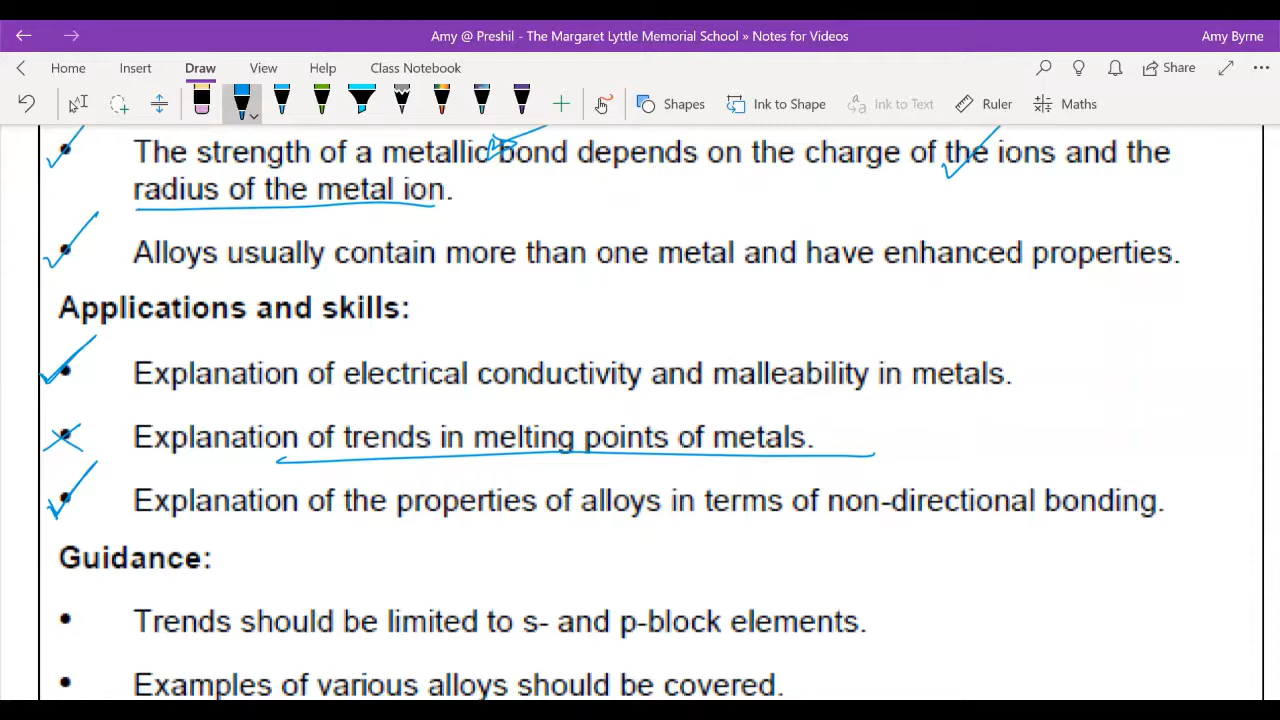 Amy @ Preshil - The Margaret Lyttle Memorial School » Notes for Videos
Amy Byrne
Home Insert Draw View Help Class Notebook
Share
Shapes Ink to Shape Ink to Text Ruler Maths
• The strength of a metallic bond depends on the charge of the ions and the
radius of the metal ion.
• Alloys usually contain more than one metal and have enhanced properties.
Applications and skills:
• Explanation of electrical conductivity and malleability in metals.
• Explanation of trends in melting points of metals.
• Explanation of the properties of alloys in terms of non-directional bonding.
Guidance:
• Trends should be limited to s- and p-block elements.
• Examples of various alloys should be covered.